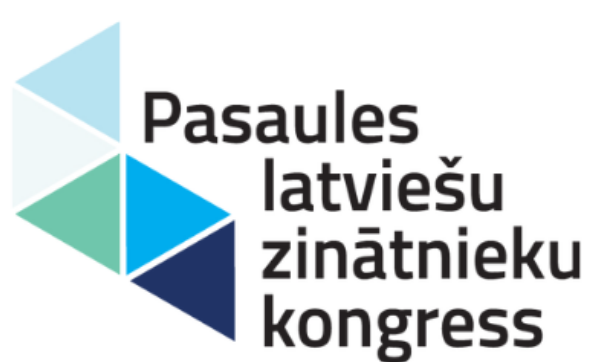 Pasaules
latviešu
zinātnieku
kongress